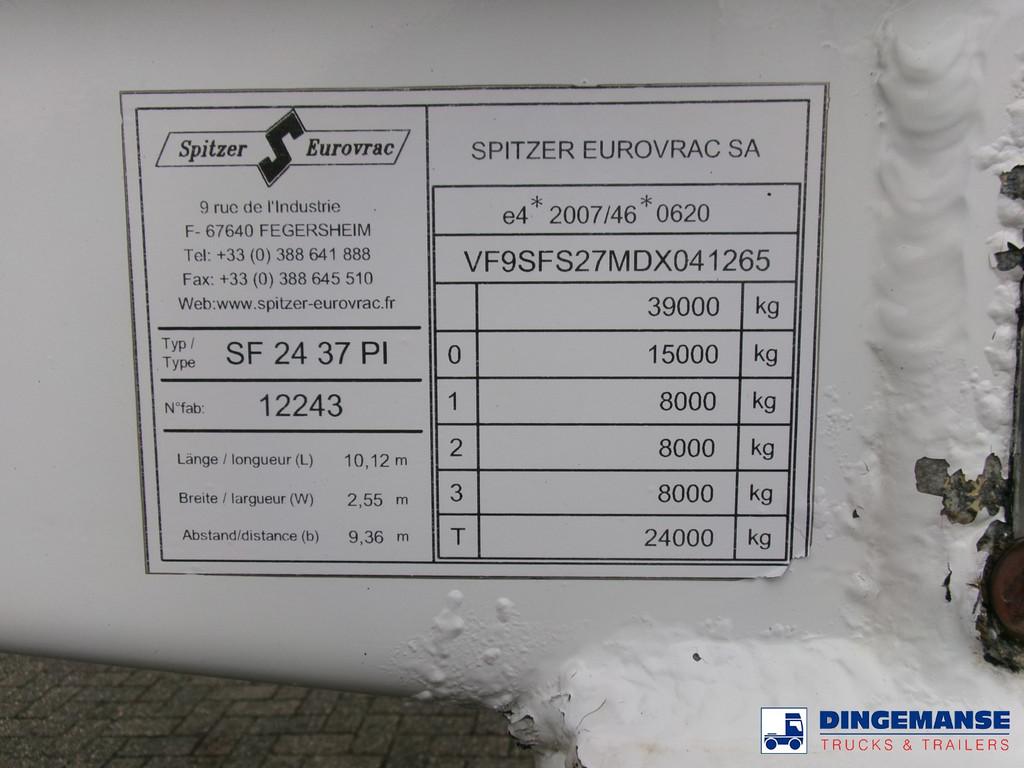 Spitzer S Eurovrac
9 rue de l'Industrie
F- 67640 FEGERSHEIM
Tel: +33 (0) 388 641 888
Fax: +33 (0) 388 645 510
Web:www.spitzer-eurovrac.fr
Typ / Type SF 24 37 PI
N°fab: 12243
Länge / longueur (L) 10,12 m
Breite / largueur (W) 2,55 m
Abstand/distance (b) 9,36 m
SPITZER EUROVRAC SA
e4* 2007/46* 0620
VF9SFS27MDX041265
39000 kg
0 15000 kg
1 8000 kg
2 8000 kg
3 8000 kg
T 24000 kg
DINGEMANSE
TRUCKS & TRAILERS